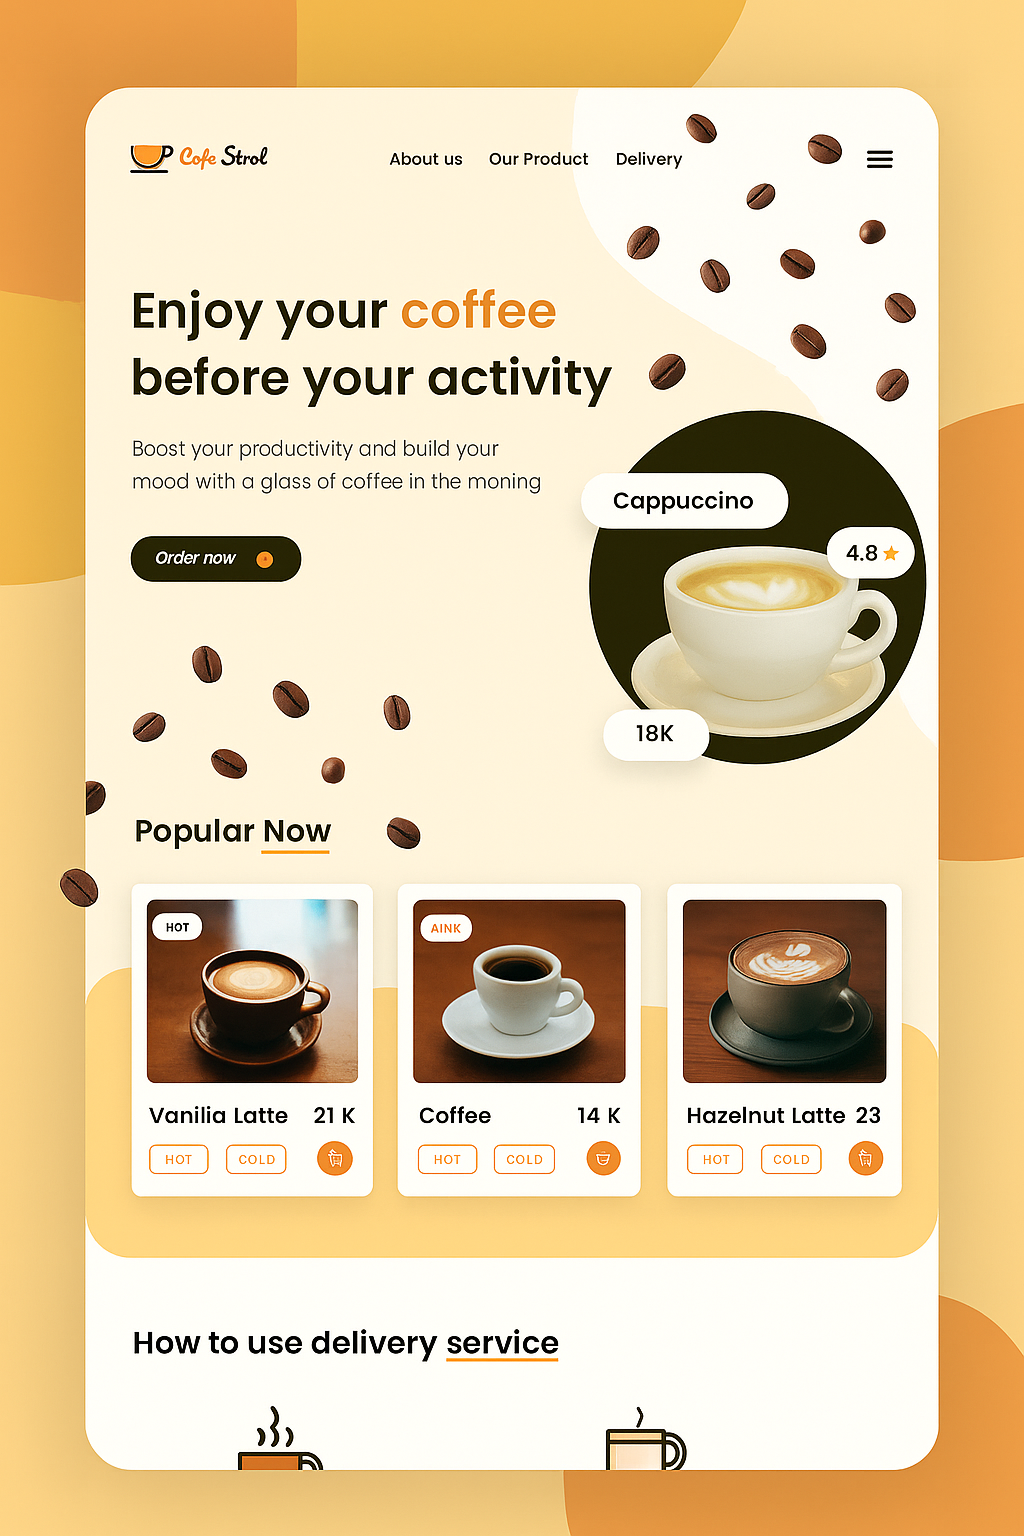 Cofe Strol
About us Our Product Delivery
Enjoy your coffee
before your activity
Boost your productivity and build your
mood with a glass of coffee in the moning
Order now
Cappuccino
4.8
18K
Popular Now
HOT
AINK
Vanilia Latte 21 K
HOT COLD
Coffee 14 K
HOT COLD
Hazelnut Latte 23
HOT COLD
How to use delivery service